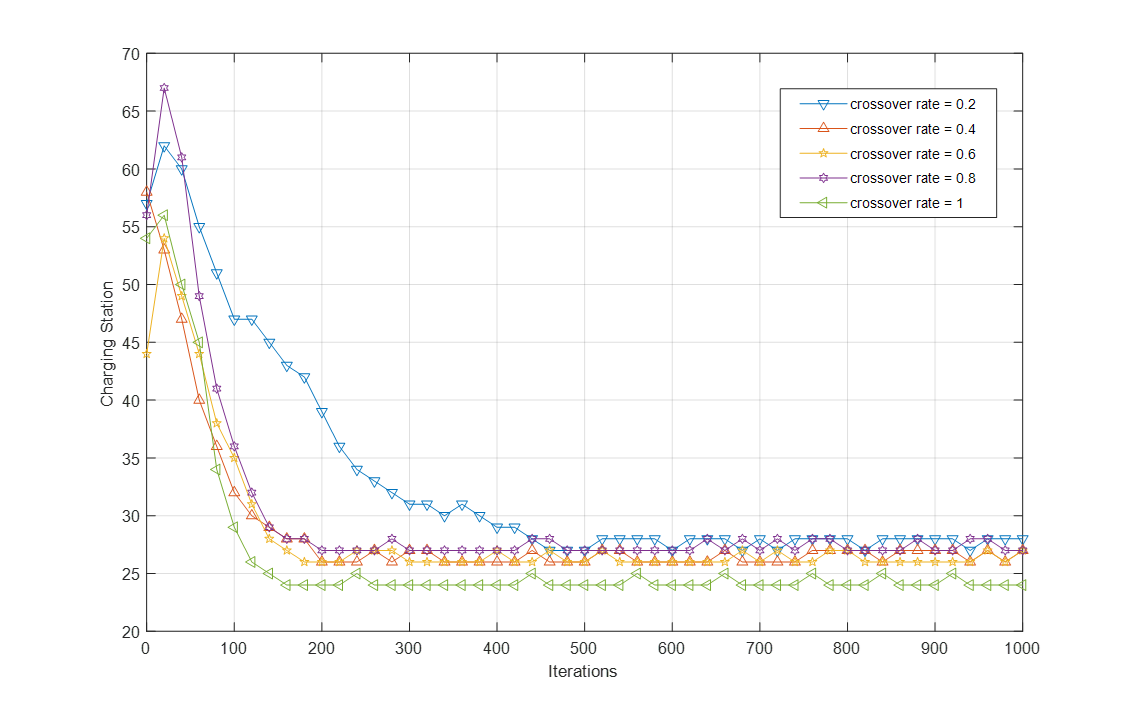 70
65
60
55
50
45
40
35
30
25
20
Charging Station
crossover rate = 0.2
crossover rate = 0.4
crossover rate = 0.6
crossover rate = 0.8
crossover rate = 1
0 100 200 300 400 500 600 700 800 900 1000
Iterations